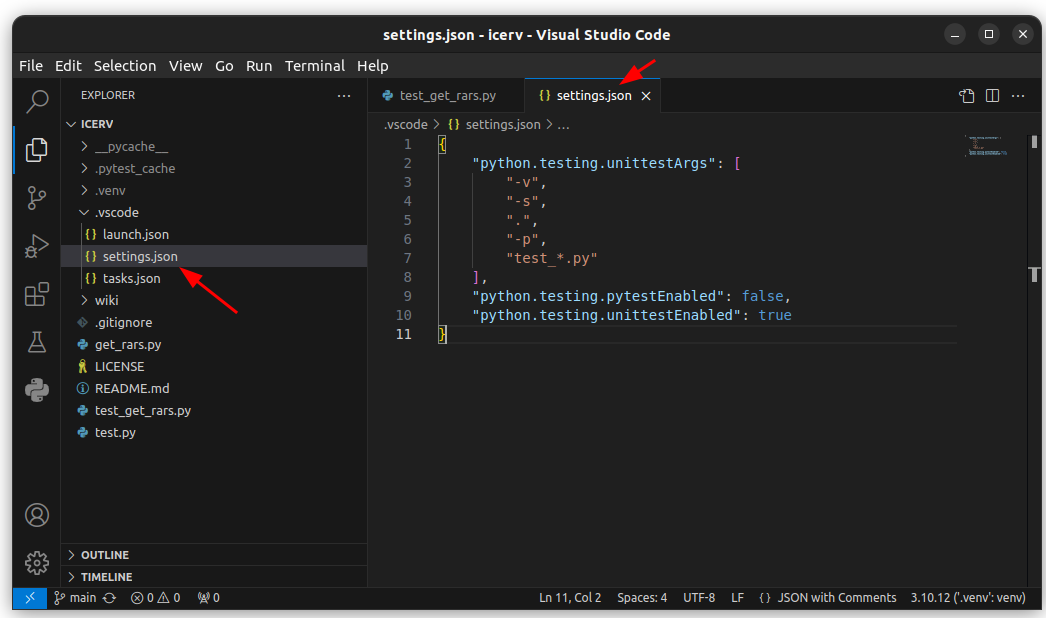 settings.json - icerv - Visual Studio Code
File Edit Selection View Go Run Terminal Help
EXPLORER
ICERV
__pycache__
.pytest_cache
.venv
.vscode
{} launch.json
{} settings.json
{} tasks.json
wiki
.gitignore
get_rars.py
LICENSE
README.md
test_get_rars.py
test.py
OUTLINE
TIMELINE
test_get_rars.py
{} settings.json
.vscode > {} settings.json > ...
1 {
2 "python.testing.unittestArgs": [
3 "-v",
4 "-s",
5 ".",
6 "-p",
7 "test_*.py"
8 ],
9 "python.testing.pytestEnabled": false,
10 "python.testing.unittestEnabled": true
11 }
main 0 0 0 Ln 11, Col 2 Spaces: 4 UTF-8 LF {} JSON with Comments 3.10.12 ('.venv': venv)